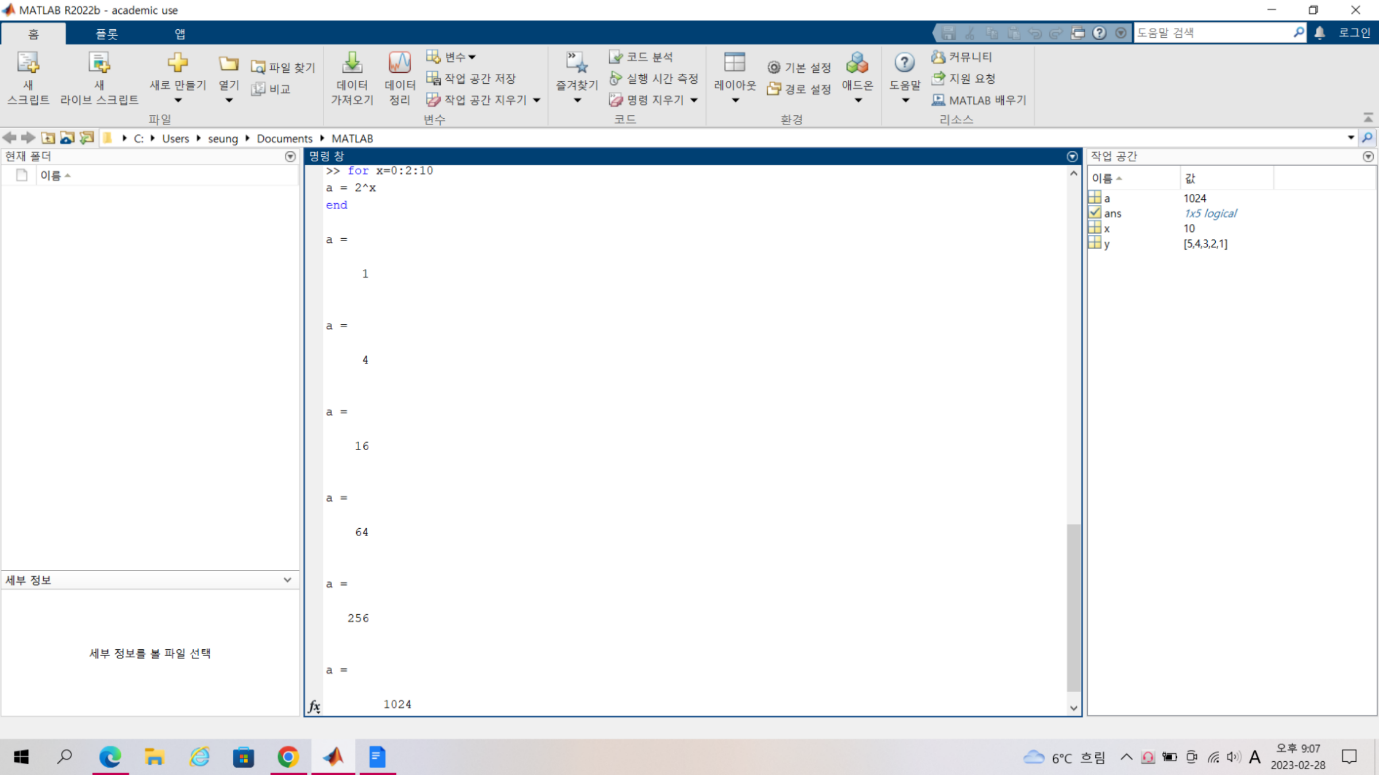 MATLAB R2022b - academic use
홈 플롯 앱
도움말 검색
로그인
새
스크립트
새
라이브 스크립트
새로 만들기
열기
파일 찾기
비교
파일
데이터
가져오기
데이터
정리
변수
작업 공간 저장
작업 공간 지우기
변수
즐겨찾기
코드 분석
실행 시간 측정
명령 지우기
코드
레이아웃
기본 설정
경로 설정
애드온
환경
도움말
커뮤니티
지원 요청
MATLAB 배우기
리소스
C: Users seung Documents MATLAB
현재 폴더
이름
세부 정보
세부 정보를 볼 파일 선택
명령 창
>> for x=0:2:10
a = 2^x
end
a =
1
a =
4
a =
16
a =
64
a =
256
a =
1024
fx
작업 공간
이름 값
a 1024
ans 1x5 logical
x 10
y [5,4,3,2,1]
6°C 흐림
A
오후 9:07
2023-02-28